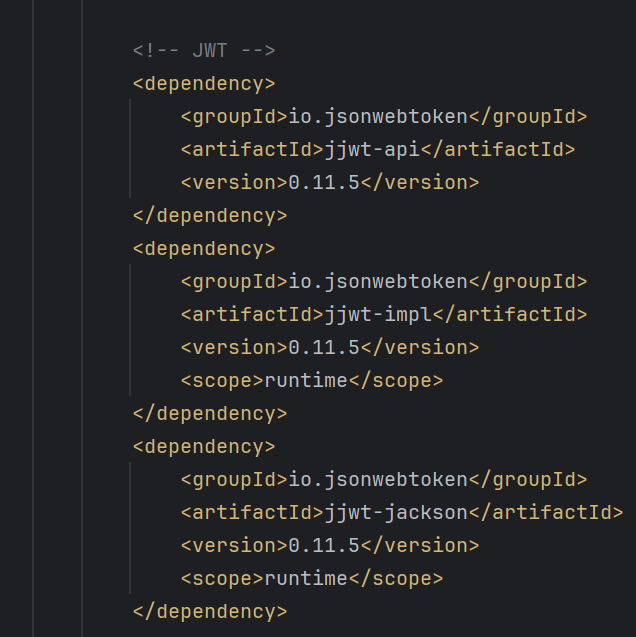 <!-- JWT -->
<dependency>
<groupId>io.jsonwebtoken</groupId>
<artifactId>jjwt-api</artifactId>
<version>0.11.5</version>
</dependency>
<dependency>
<groupId>io.jsonwebtoken</groupId>
<artifactId>jjwt-impl</artifactId>
<version>0.11.5</version>
<scope>runtime</scope>
</dependency>
<dependency>
<groupId>io.jsonwebtoken</groupId>
<artifactId>jjwt-jackson</artifactId>
<version>0.11.5</version>
<scope>runtime</scope>
</dependency>